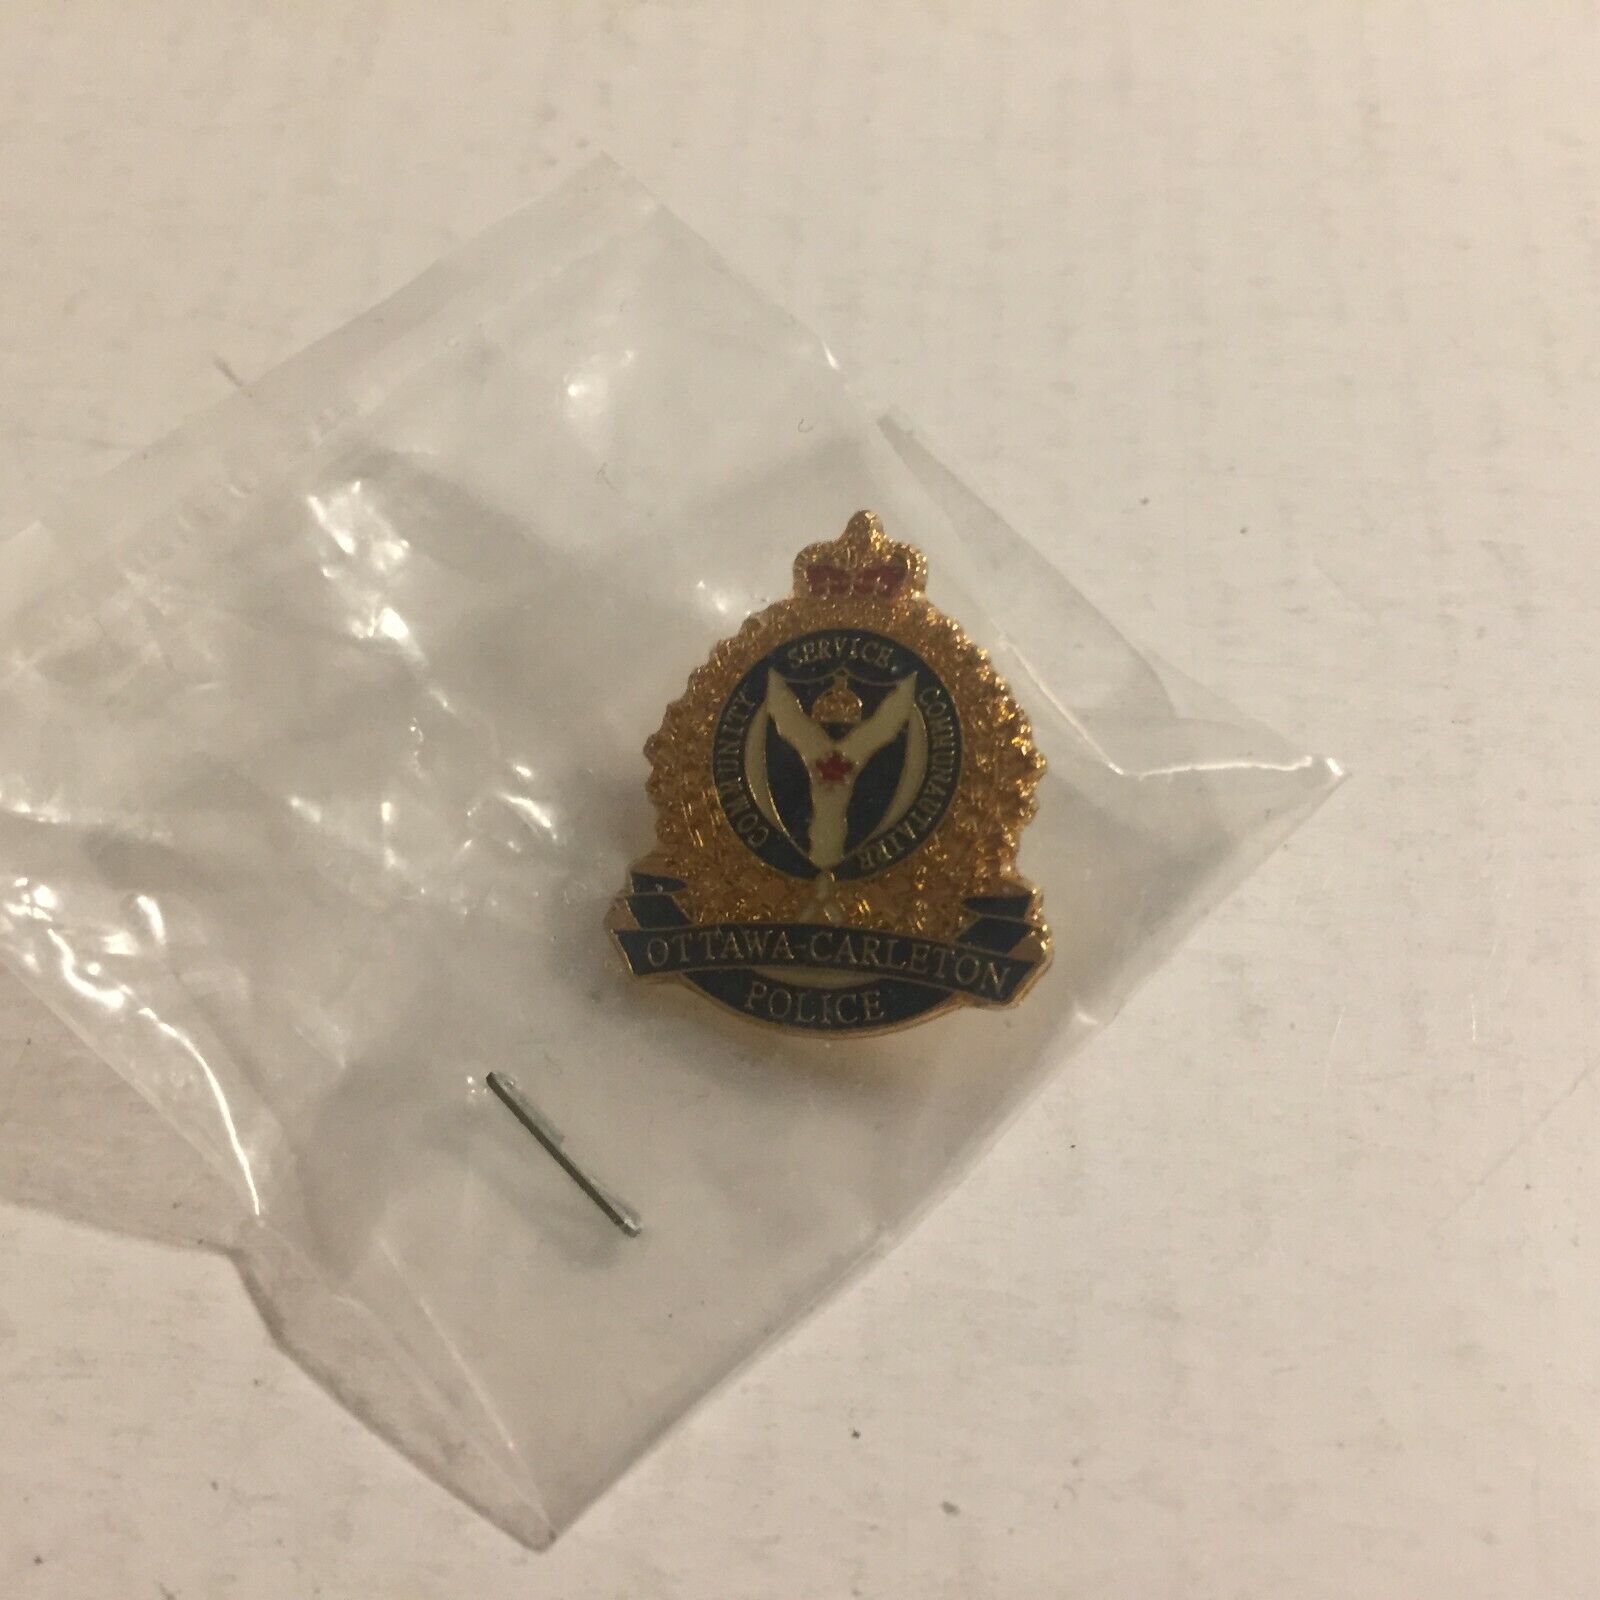 COMMUNITY SERVICE COMMUNAUTAIRE
OTTAWA-CARLETON
POLICE